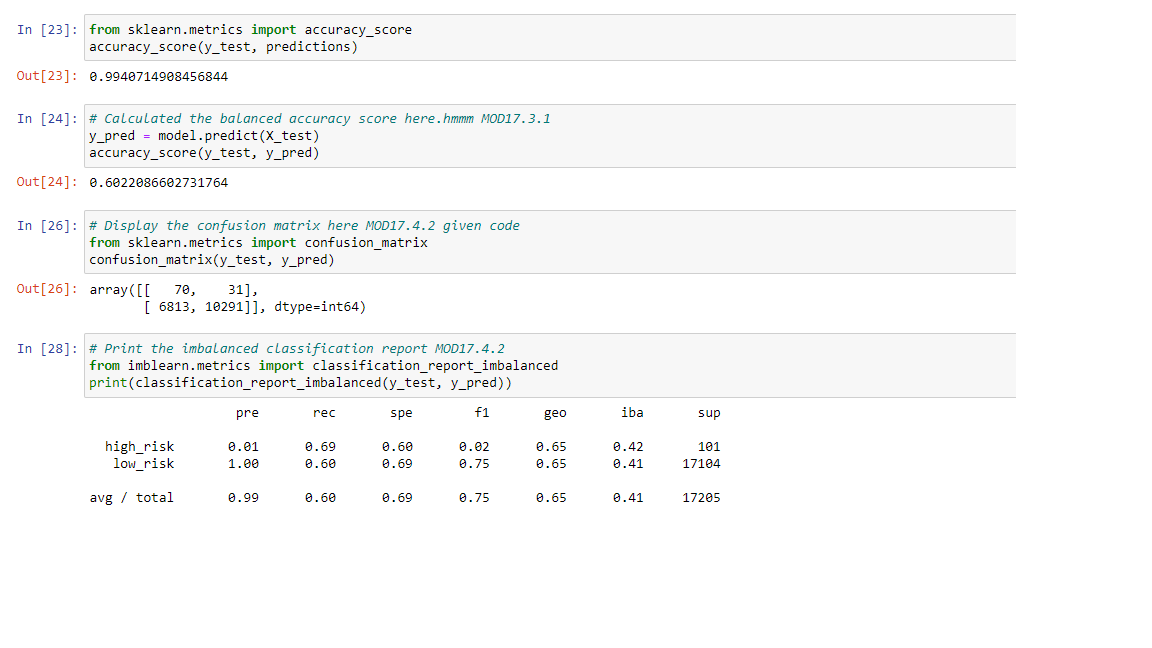 In [23]: from sklearn.metrics import accuracy_score
accuracy_score(y_test, predictions)
Out[23]: 0.9940714908456844
In [24]: # Calculated the balanced accuracy score here.hmmm MOD17.3.1
y_pred = model.predict(X_test)
accuracy_score(y_test, y_pred)
Out[24]: 0.6022086602731764
In [26]: # Display the confusion matrix here MOD17.4.2 given code
from sklearn.metrics import confusion_matrix
confusion_matrix(y_test, y_pred)
Out[26]: array([[   70,    31],
       [ 6813, 10291]], dtype=int64)
In [28]: # Print the imbalanced classification report MOD17.4.2
from imblearn.metrics import classification_report_imbalanced
print(classification_report_imbalanced(y_test, y_pred))
pre rec spe f1 geo iba sup
high_risk 0.01 0.69 0.60 0.02 0.65 0.42 101
low_risk 1.00 0.60 0.69 0.75 0.65 0.41 17104
avg / total 0.99 0.60 0.69 0.75 0.65 0.41 17205